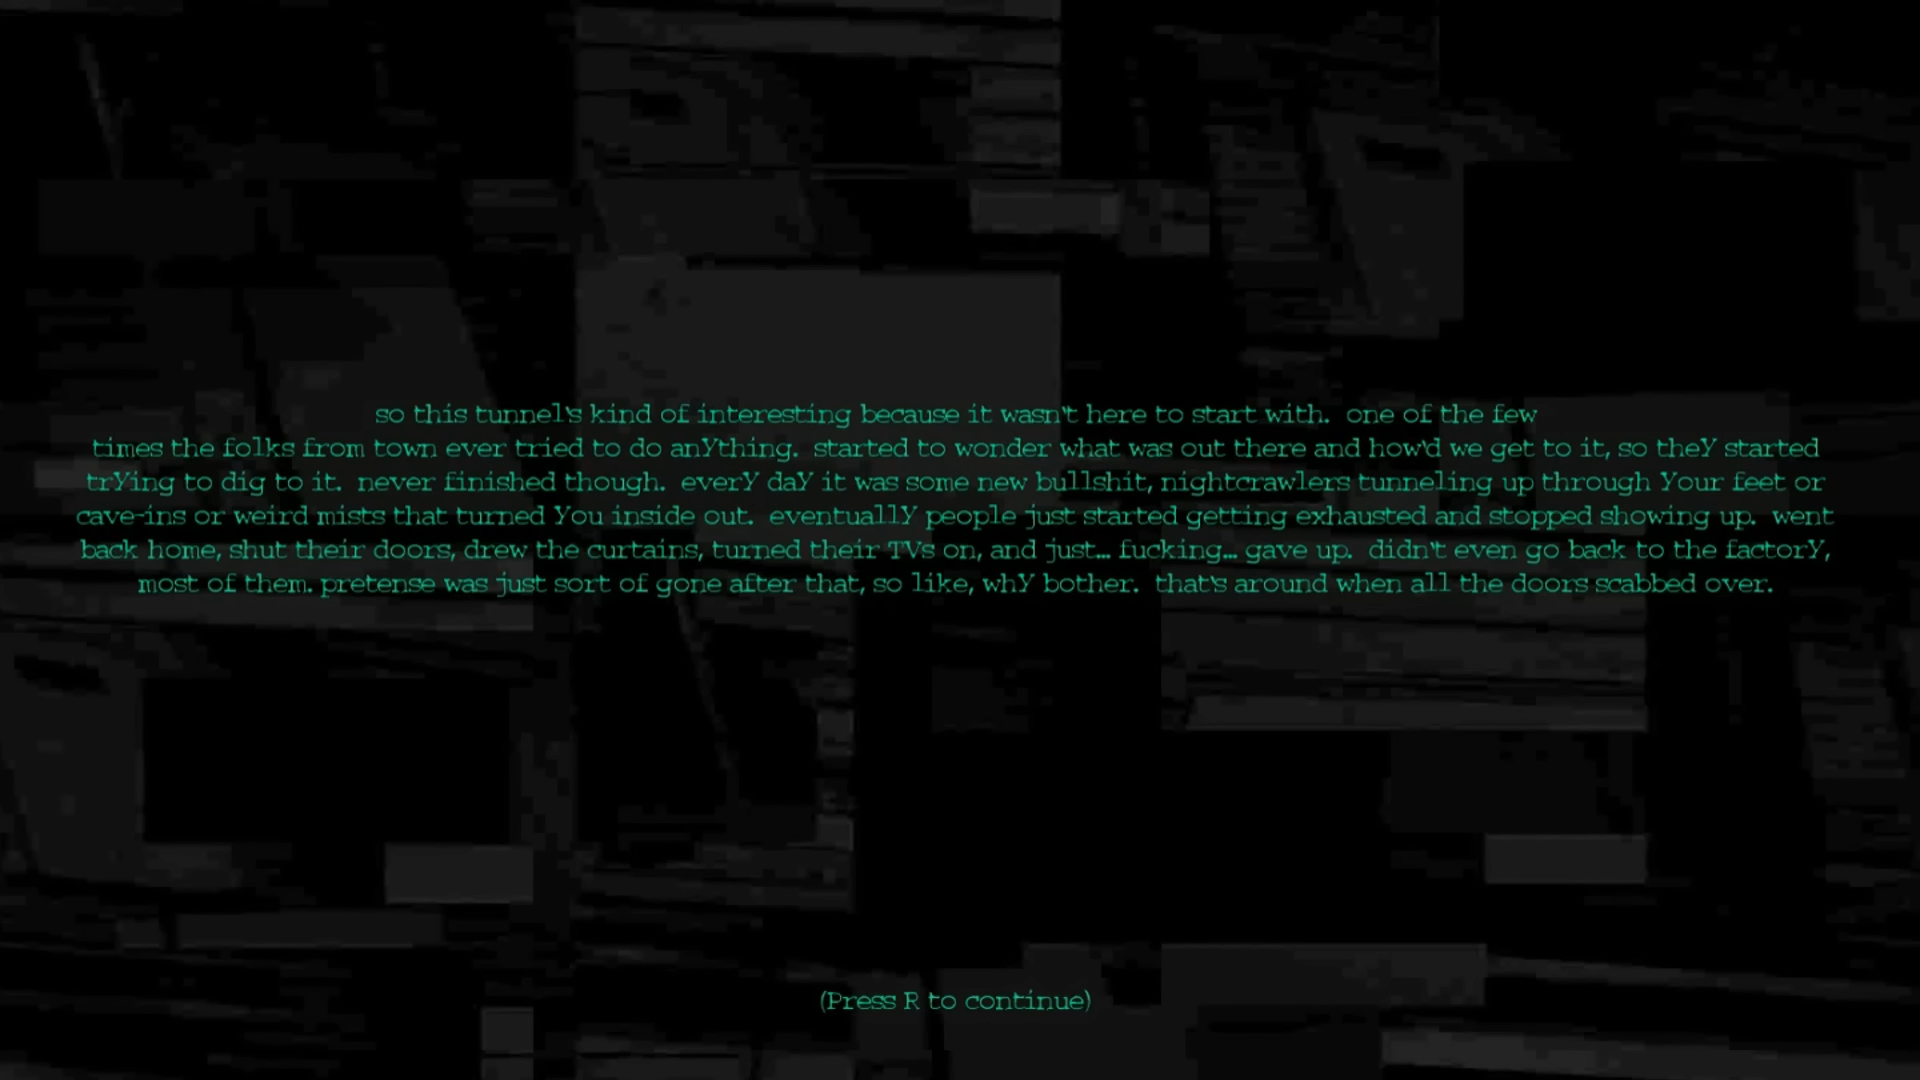 so this tunnel's kind of interesting because it wasn't here to start with.  one of the few
times the folks from town ever tried to do anYthing.  started to wonder what was out there and how'd we get to it, so theY started
trYing to dig to it.  never finished though.  everY daY it was some new bullshit, nightcrawlers tunneling up through Your feet or
cave-ins or weird mists that turned You inside out.  eventuallY people just started getting exhausted and stopped showing up.  went
back home, shut their doors, drew the curtains, turned their TVs on, and just... fucking... gave up.  didn't even go back to the factorY,
most of them. pretense was just sort of gone after that, so like, whY bother.  that's around when all the doors scabbed over.
(Press R to continue)